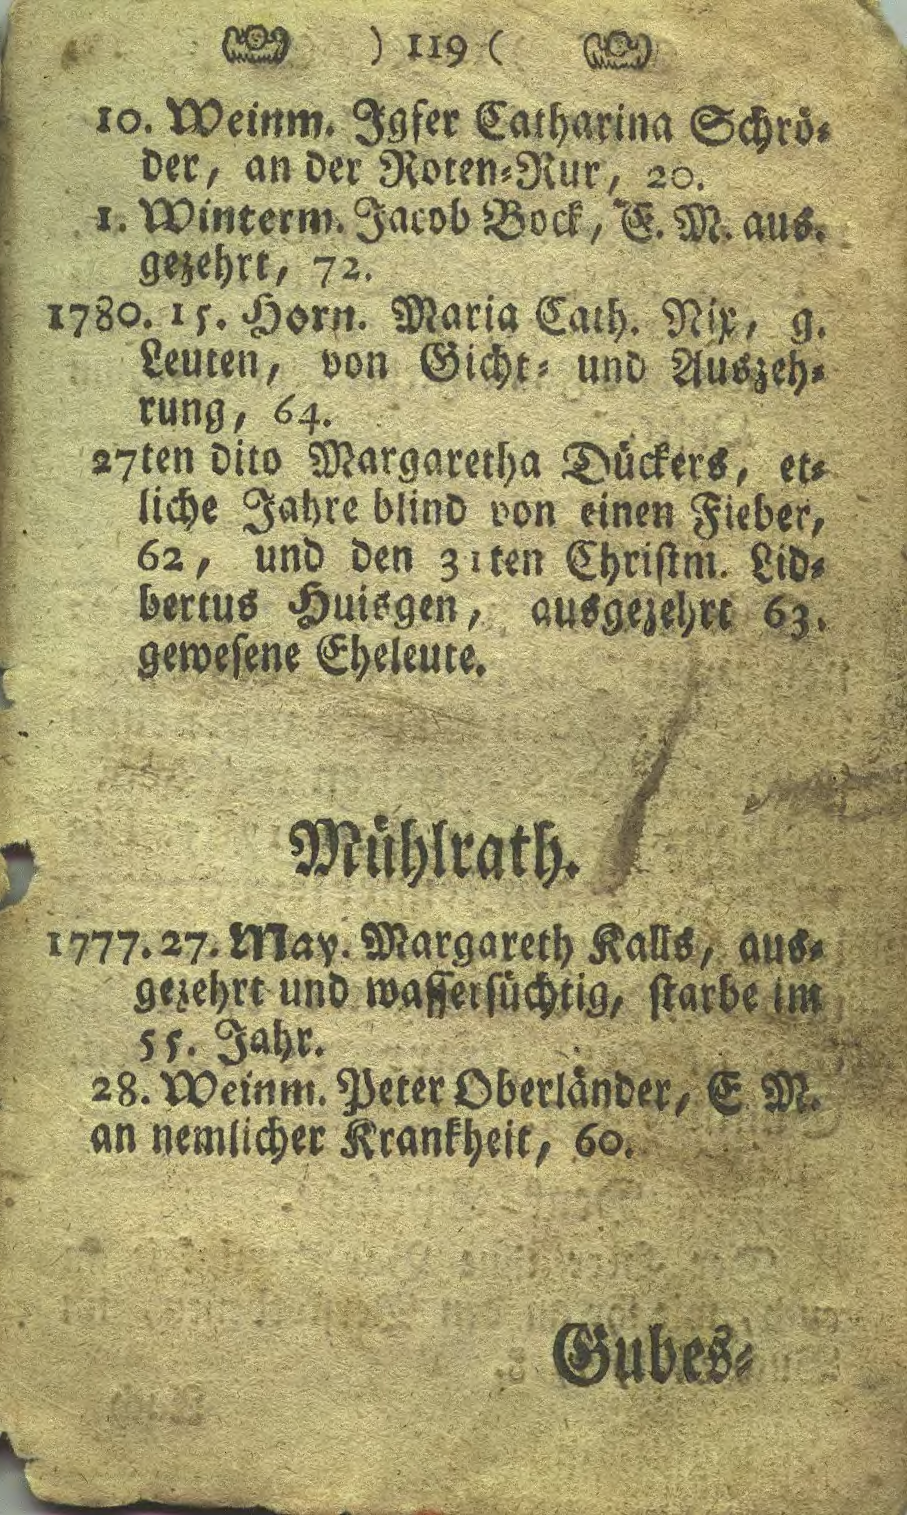 ) 119 (
10. Weinm. Jgfer Catharina Schrö-
der, an der Roten-Rur, 20.
1. Winterm. Jacob Bock, E. M. aus.
gezehrt, 72.
1780. 15. Horn. Maria Cath. Nix, g.
Leuten, von Gicht- und Auszeh-
rung, 64.
27ten dito Margaretha Dückers, et-
liche Jahre blind von einen Fieber,
62, und den 31ten Christm. Lid-
bertus Huisgen, ausgezehrt 63.
gewesene Eheleute.
Mühlrath.
1777. 27. May. Margareth Kalls, aus-
gezehrt und wassersüchtig, starbe im
55. Jahr.
28. Weinm. Peter Oberländer, E M.
an nemlicher Krankheit, 60.
Gubes-